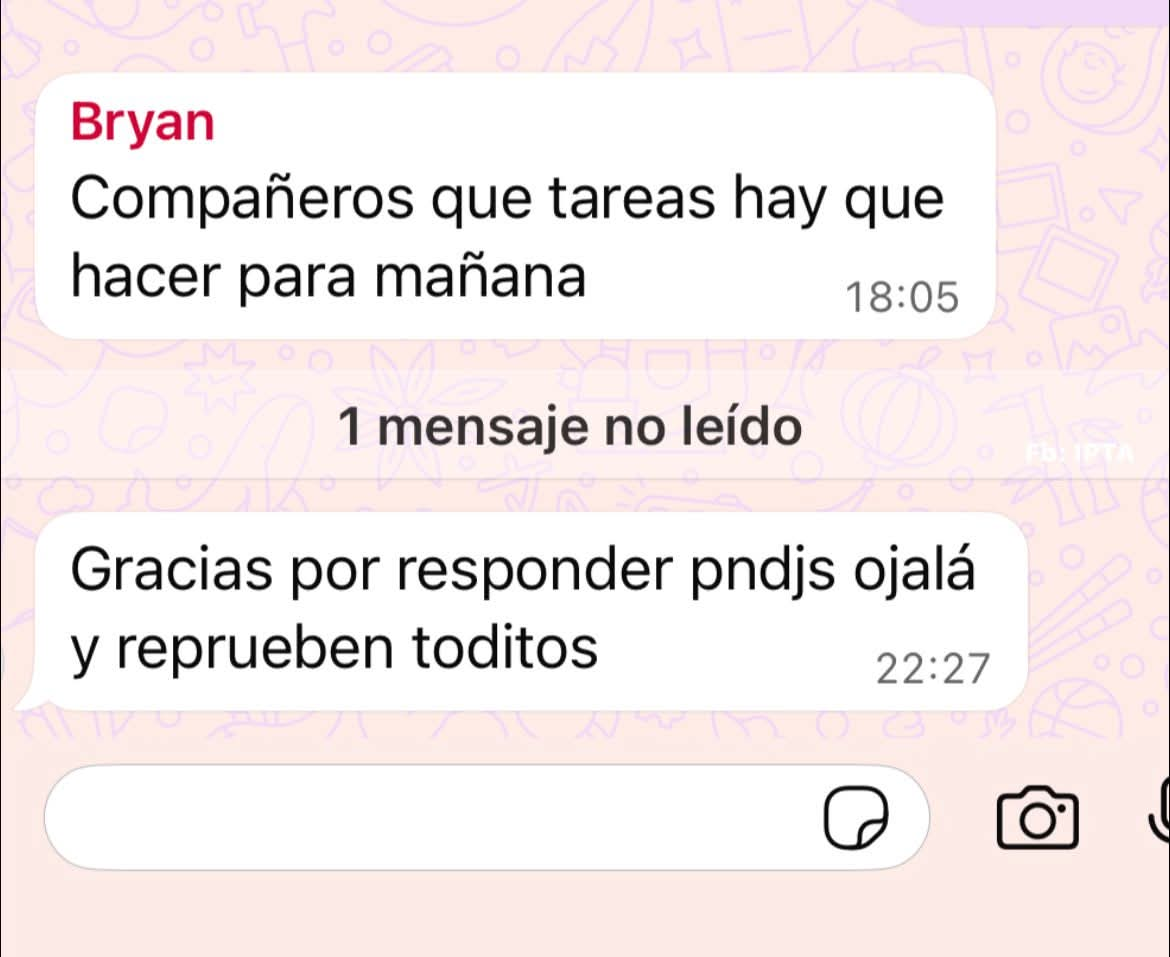 Bryan
Compañeros que tareas hay que
hacer para mañana
18:05
1 mensaje no leído
Fb: IPTA
Gracias por responder pndjs ojalá
y reprueben toditos
22:27